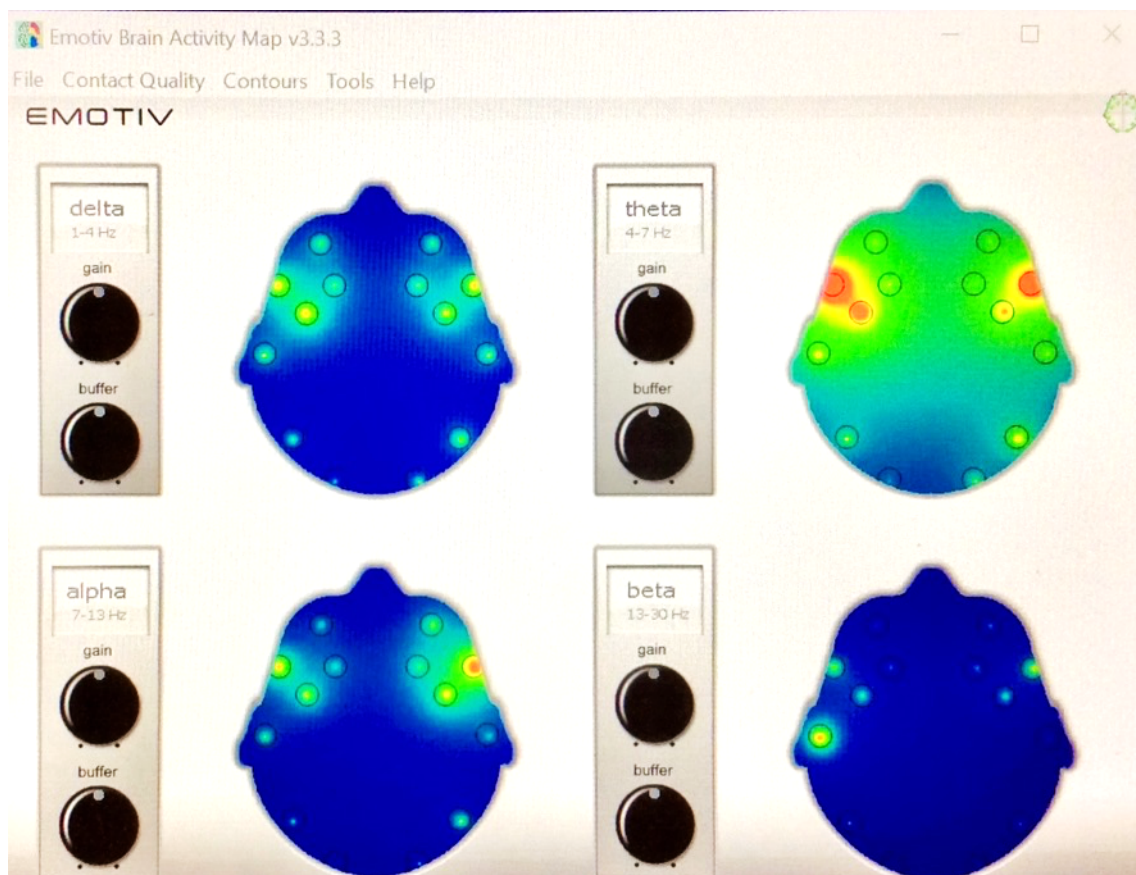 Emotiv Brain Activity Map v3.3.3
File Contact Quality Contours Tools Help
EMOTIV
delta
1-4 Hz
gain
buffer
theta
4-7 Hz
gain
buffer
alpha
7-13 Hz
gain
buffer
beta
13-30 Hz
gain
buffer